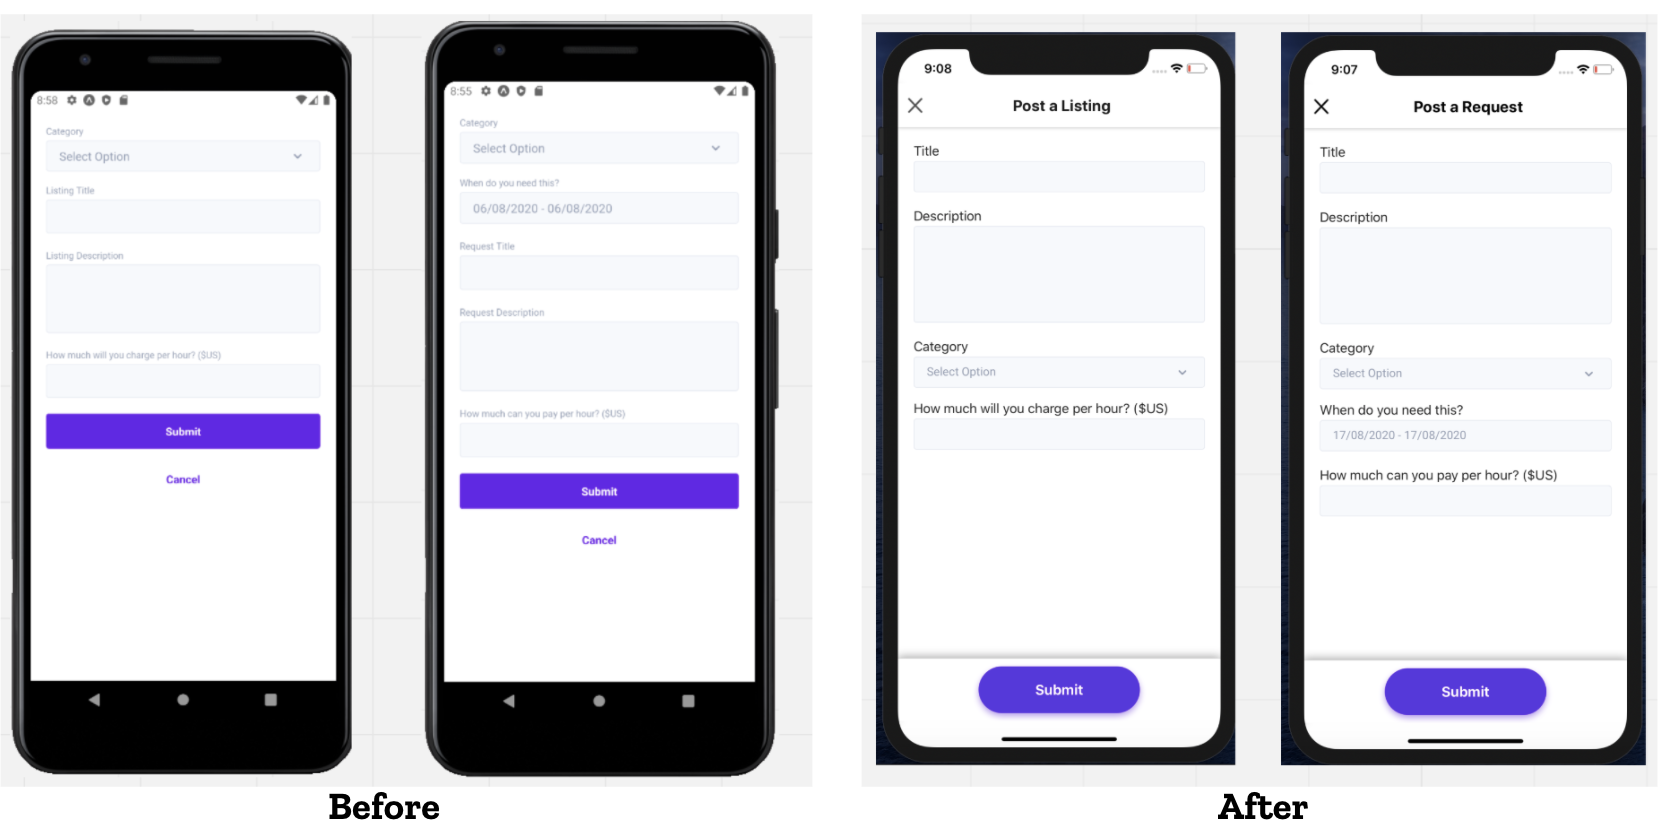 8:58
Category
Select Option
Listing Title
Listing Description
How much will you charge per hour? ($US)
Submit
Cancel
8:55
Category
Select Option
When do you need this?
06/08/2020 - 06/08/2020
Request Title
Request Description
How much can you pay per hour? ($US)
Submit
Cancel
Before
9:08
Post a Listing
Title
Description
Category
Select Option
How much will you charge per hour? ($US)
Submit
9:07
Post a Request
Title
Description
Category
Select Option
When do you need this?
17/08/2020 - 17/08/2020
How much can you pay per hour? ($US)
Submit
After